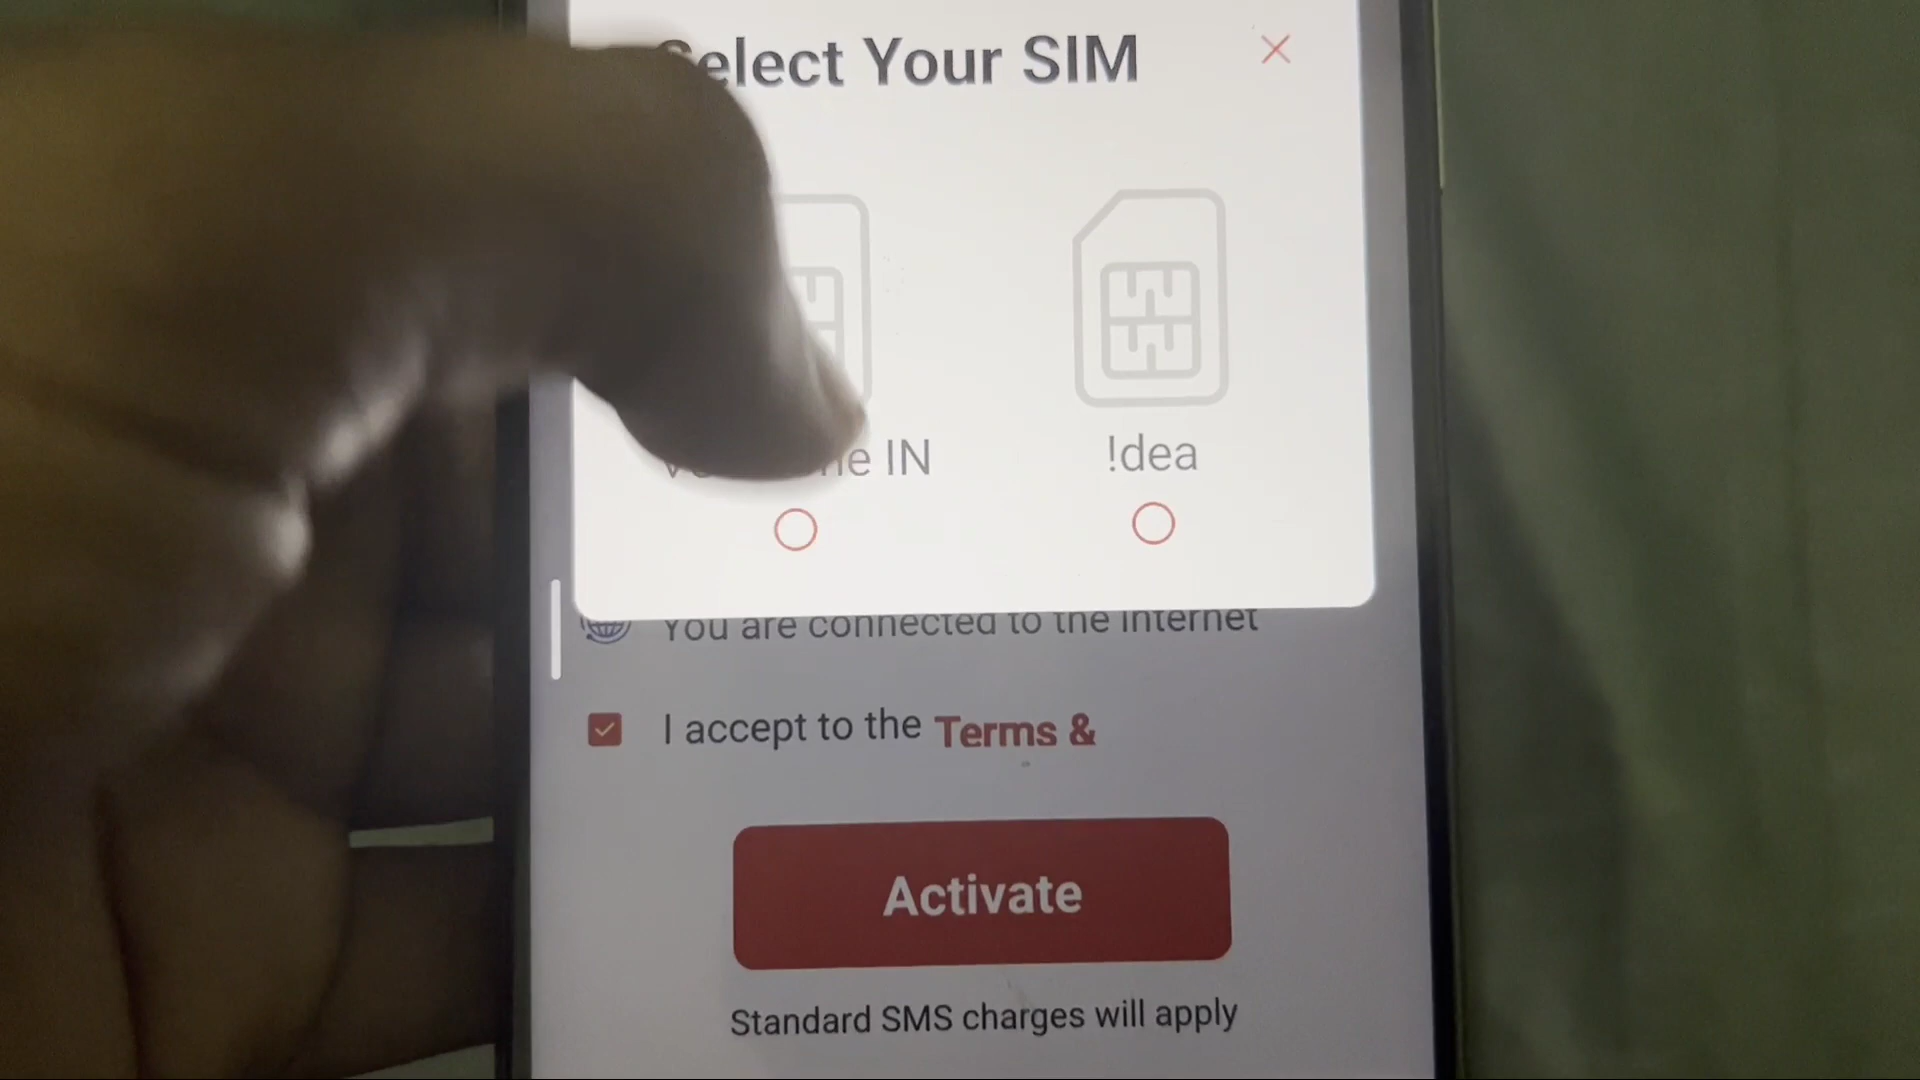 Select Your SIM
IN
!dea
You are connected to the Internet
I accept to the Terms &
Activate
Standard SMS charges will apply